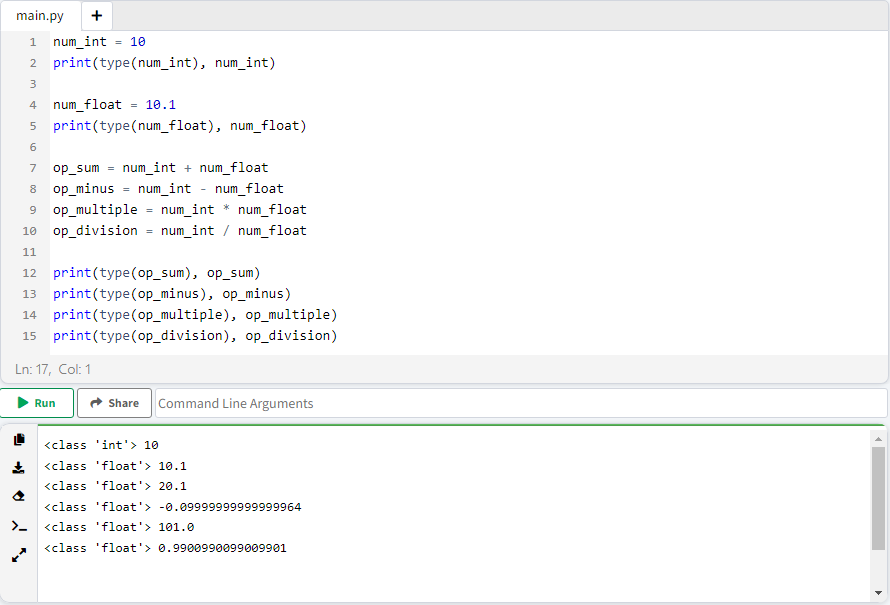 main.py +
1 num_int = 10
2 print(type(num_int), num_int)
3
4 num_float = 10.1
5 print(type(num_float), num_float)
6
7 op_sum = num_int + num_float
8 op_minus = num_int - num_float
9 op_multiple = num_int * num_float
10 op_division = num_int / num_float
11
12 print(type(op_sum), op_sum)
13 print(type(op_minus), op_minus)
14 print(type(op_multiple), op_multiple)
15 print(type(op_division), op_division)
Ln: 17, Col: 1
Run Share Command Line Arguments
<class 'int'> 10
<class 'float'> 10.1
<class 'float'> 20.1
<class 'float'> -0.09999999999999964
<class 'float'> 101.0
<class 'float'> 0.9900990099009901